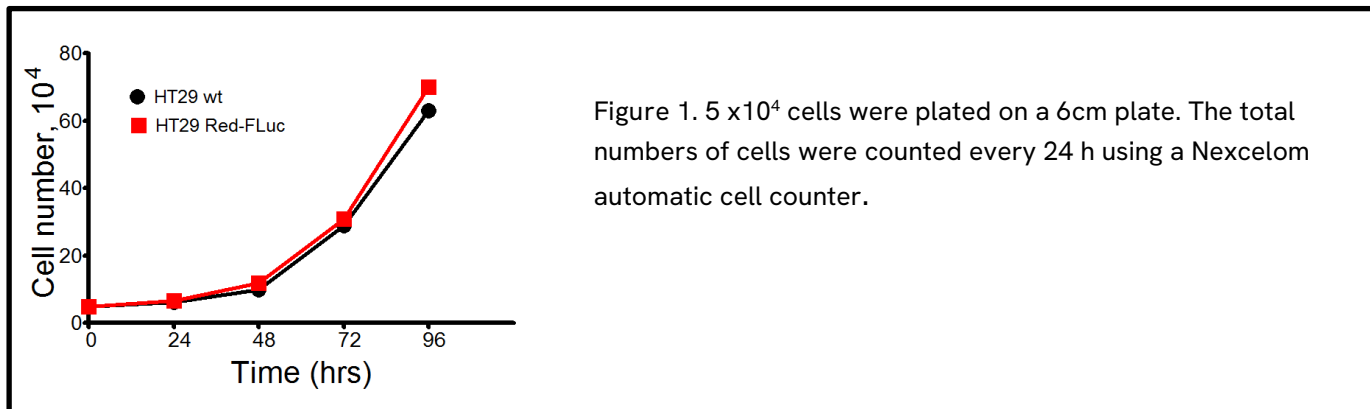 80
60
40
20
0
Cell number, 10⁴
HT29 wt
HT29 Red-FLuc
0 24 48 72 96
Time (hrs)
Figure 1. 5 x10⁴ cells were plated on a 6cm plate. The total
numbers of cells were counted every 24 h using a Nexcelom
automatic cell counter.